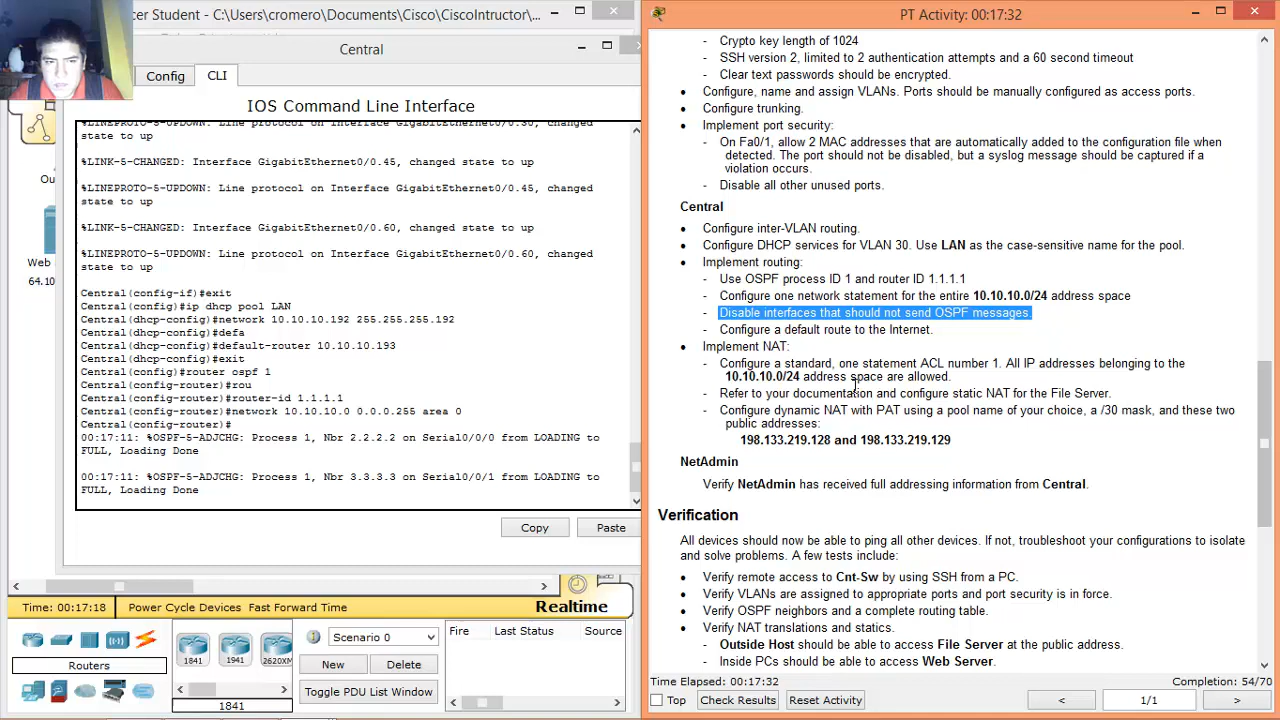 cer Student - C:\Users\cromero\Documents\Cisco\CiscoIntructor\...
Central
Config
CLI
IOS Command Line Interface
%LINEPROTO-5-UPDOWN: Line protocol on Interface GigabitEthernet0/0.30, changed
state to up
%LINK-5-CHANGED: Interface GigabitEthernet0/0.45, changed state to up
%LINEPROTO-5-UPDOWN: Line protocol on Interface GigabitEthernet0/0.45, changed
state to up
%LINK-5-CHANGED: Interface GigabitEthernet0/0.60, changed state to up
%LINEPROTO-5-UPDOWN: Line protocol on Interface GigabitEthernet0/0.60, changed
state to up
Central(config-if)#exit
Central(config)#ip dhcp pool LAN
Central(dhcp-config)#network 10.10.10.192 255.255.255.192
Central(dhcp-config)#defa
Central(dhcp-config)#default-router 10.10.10.193
Central(dhcp-config)#exit
Central(config)#router ospf 1
Central(config-router)#rou
Central(config-router)#router-id 1.1.1.1
Central(config-router)#network 10.10.10.0 0.0.0.255 area 0
Central(config-router)#
00:17:11: %OSPF-5-ADJCHG: Process 1, Nbr 2.2.2.2 on Serial0/0/0 from LOADING to
FULL, Loading Done
00:17:11: %OSPF-5-ADJCHG: Process 1, Nbr 3.3.3.3 on Serial0/0/1 from LOADING to
FULL, Loading Done
Copy
Paste
Ou
Web
64.10
Time: 00:17:18
Power Cycle Devices
Fast Forward Time
Realtime
Routers
1841
1941
2620XM
1841
Scenario 0
New
Delete
Toggle PDU List Window
Fire
Last Status
Source
PT Activity: 00:17:32
- Crypto key length of 1024
- SSH version 2, limited to 2 authentication attempts and a 60 second timeout
- Clear text passwords should be encrypted.
• Configure, name and assign VLANs. Ports should be manually configured as access ports.
• Configure trunking.
• Implement port security:
- On Fa0/1, allow 2 MAC addresses that are automatically added to the configuration file when
detected. The port should not be disabled, but a syslog message should be captured if a
violation occurs.
- Disable all other unused ports.
Central
• Configure inter-VLAN routing.
• Configure DHCP services for VLAN 30. Use LAN as the case-sensitive name for the pool.
• Implement routing:
- Use OSPF process ID 1 and router ID 1.1.1.1
- Configure one network statement for the entire 10.10.10.0/24 address space
- Disable interfaces that should not send OSPF messages.
- Configure a default route to the Internet.
• Implement NAT:
- Configure a standard, one statement ACL number 1. All IP addresses belonging to the
10.10.10.0/24 address space are allowed.
- Refer to your documentation and configure static NAT for the File Server.
- Configure dynamic NAT with PAT using a pool name of your choice, a /30 mask, and these two
public addresses:
198.133.219.128 and 198.133.219.129
NetAdmin
Verify NetAdmin has received full addressing information from Central.
Verification
All devices should now be able to ping all other devices. If not, troubleshoot your configurations to isolate
and solve problems. A few tests include:
• Verify remote access to Cnt-Sw by using SSH from a PC.
• Verify VLANs are assigned to appropriate ports and port security is in force.
• Verify OSPF neighbors and a complete routing table.
• Verify NAT translations and statics.
- Outside Host should be able to access File Server at the public address.
- Inside PCs should be able to access Web Server.
Time Elapsed: 00:17:32
Completion: 54/70
Top
Check Results
Reset Activity
<
1/1
>